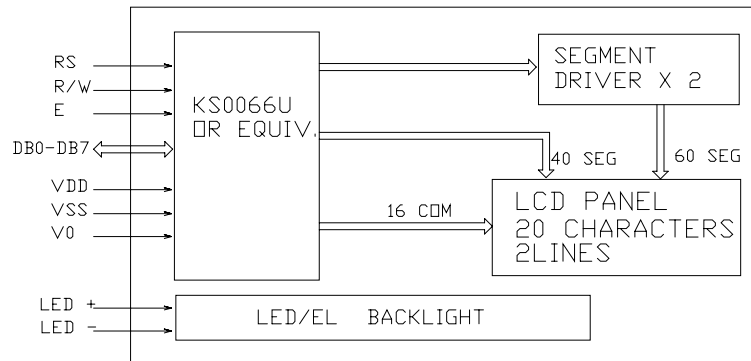 RS
R/W
E
DB0-DB7
VDD
VSS
V0
LED +
LED -
KS0066U
OR EQUIV.
SEGMENT
DRIVER X 2
40 SEG
60 SEG
16 COM
LCD PANEL
20 CHARACTERS
2LINES
LED/EL BACKLIGHT